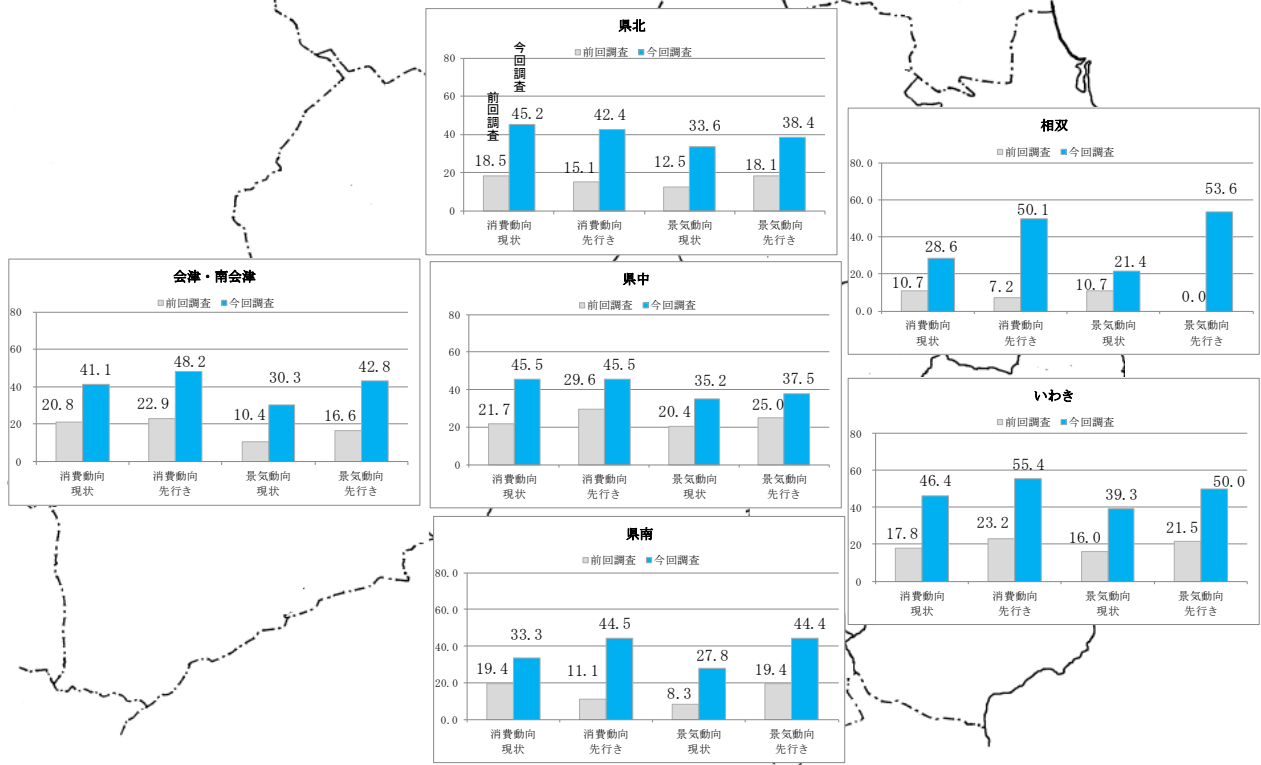 県北
前回調査 今回調査
今回調査
前回調査
80
60
40
20
0
18.5 45.2 15.1 42.4 12.5 33.6 18.1 38.4
消費動向 消費動向 景気動向 景気動向
現状 先行き 現状 先行き
相双
前回調査 今回調査
80.0
60.0
40.0
20.0
0.0
10.7 28.6 7.2 50.1 10.7 21.4 0.0 53.6
消費動向 消費動向 景気動向 景気動向
現状 先行き 現状 先行き
会津・南会津
前回調査 今回調査
80
60
40
20
0
20.8 41.1 22.9 48.2 10.4 30.3 16.6 42.8
消費動向 消費動向 景気動向 景気動向
現状 先行き 現状 先行き
県中
前回調査 今回調査
80
60
40
20
0
21.7 45.5 29.6 45.5 20.4 35.2 25.0 37.5
消費動向 消費動向 景気動向 景気動向
現状 先行き 現状 先行き
いわき
前回調査 今回調査
80
60
40
20
0
17.8 46.4 23.2 55.4 16.0 39.3 21.5 50.0
消費動向 消費動向 景気動向 景気動向
現状 先行き 現状 先行き
県南
前回調査 今回調査
80.0
60.0
40.0
20.0
0.0
19.4 33.3 11.1 44.5 8.3 27.8 19.4 44.4
消費動向 消費動向 景気動向 景気動向
現状 先行き 現状 先行き